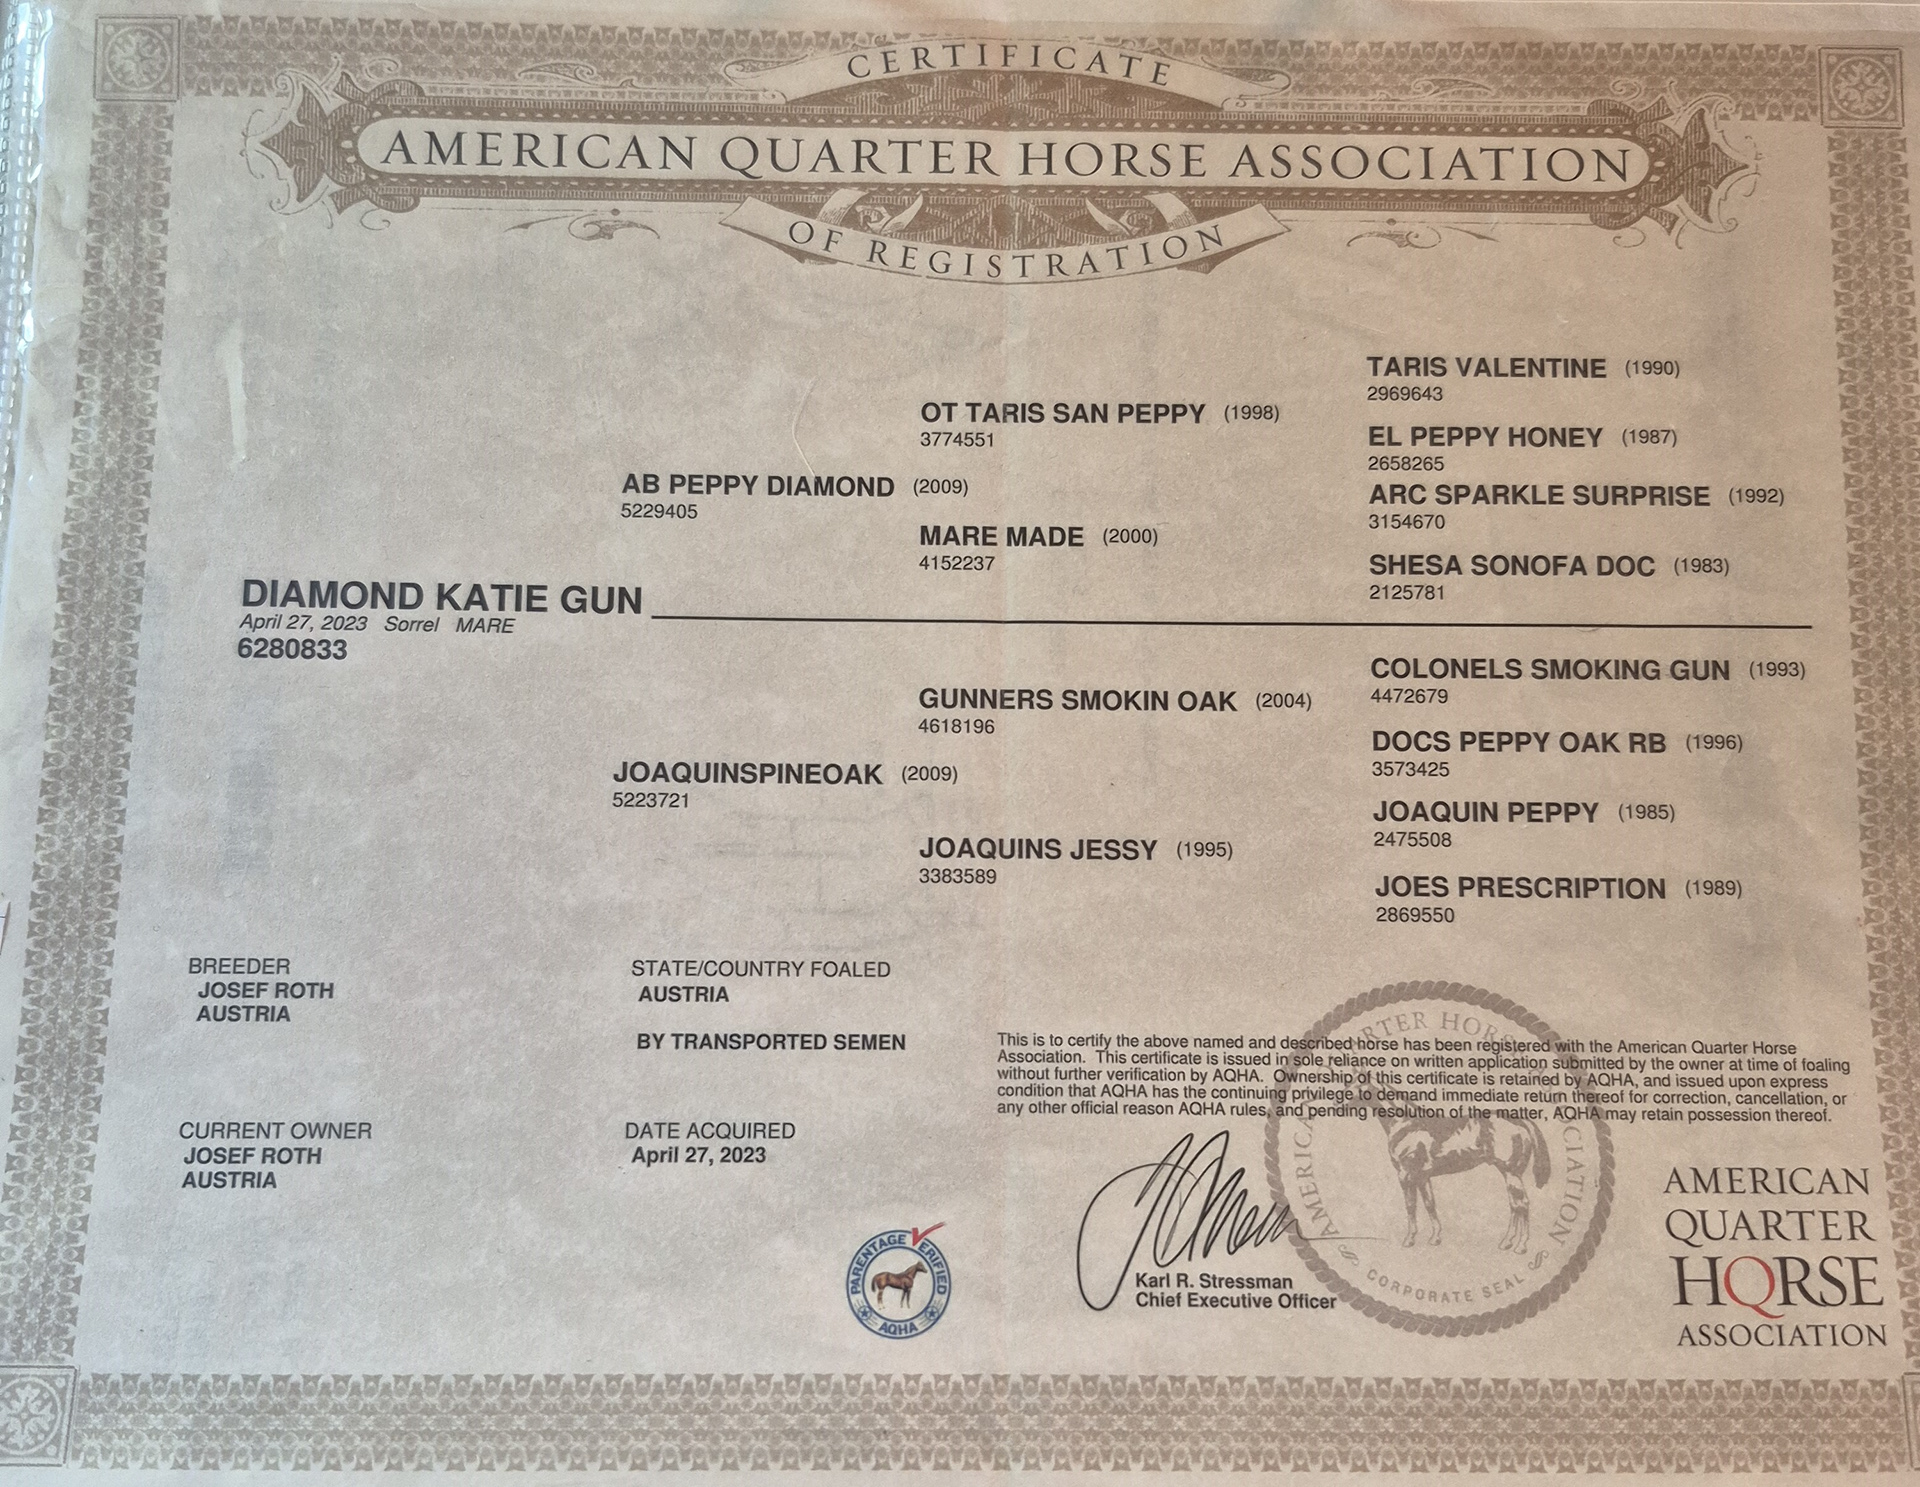 CERTIFICATE
AMERICAN QUARTER HORSE ASSOCIATION
OF REGISTRATION
TARIS VALENTINE (1990)
2969643
OT TARIS SAN PEPPY (1998)
3774551
EL PEPPY HONEY (1987)
2658265
AB PEPPY DIAMOND (2009)
5229405
ARC SPARKLE SURPRISE (1992)
3154670
MARE MADE (2000)
4152237
SHESA SONOFA DOC (1983)
2125781
DIAMOND KATIE GUN
April 27, 2023 Sorrel MARE
6280833
COLONELS SMOKING GUN (1993)
4472679
GUNNERS SMOKIN OAK (2004)
4618196
DOCS PEPPY OAK RB (1996)
3573425
JOAQUINSPINEOAK (2009)
5223721
JOAQUIN PEPPY (1985)
2475508
JOAQUINS JESSY (1995)
3383589
JOES PRESCRIPTION (1989)
2869550
BREEDER
JOSEF ROTH
AUSTRIA
STATE/COUNTRY FOALED
AUSTRIA
BY TRANSPORTED SEMEN
This is to certify the above named and described horse has been registered with the American Quarter Horse
Association. This certificate is issued in sole reliance on written application submitted by the owner at time of foaling
without further verification by AQHA. Ownership of this certificate is retained by AQHA, and issued upon express
condition that AQHA has the continuing privilege to demand immediate return thereof for correction, cancellation, or
any other official reason AQHA rules, and pending resolution of the matter, AQHA may retain possession thereof.
CURRENT OWNER
JOSEF ROTH
AUSTRIA
DATE ACQUIRED
April 27, 2023
PARENTAGE VERIFIED
AQHA
Karl R. Stressman
Chief Executive Officer
CORPORATE SEAL
AMERICAN
QUARTER
HORSE
ASSOCIATION